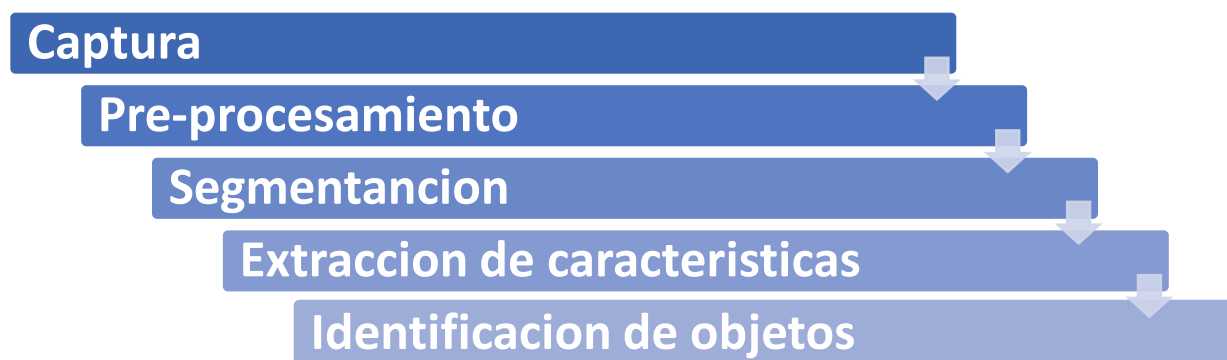 Captura
Pre-procesamiento
Segmentancion
Extraccion de caracteristicas
Identificacion de objetos